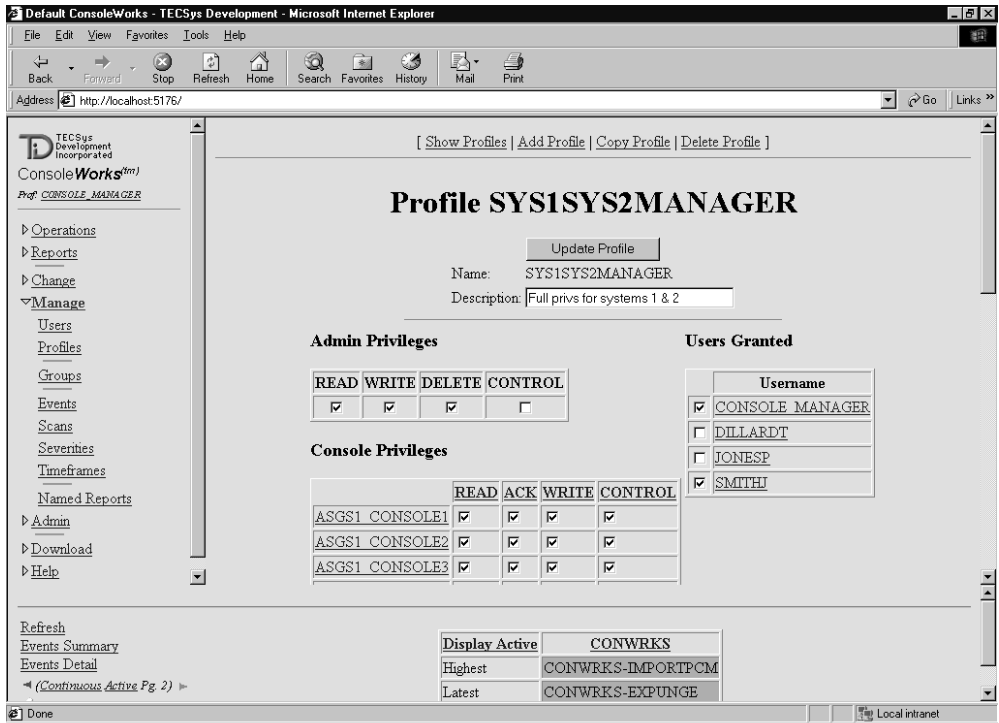 Default ConsoleWorks - TECSys Development - Microsoft Internet Explorer
File Edit View Favorites Tools Help
Back Forward Stop Refresh Home Search Favorites History Mail Print
Address http://localhost:5176/ Go Links »
TECSys
Development
Incorporated
ConsoleWorks(tm)
Prof: CONSOLE_MANAGER
Operations
Reports
Change
Manage
Users
Profiles
Groups
Events
Scans
Severities
Timeframes
Named Reports
Admin
Download
Help
[ Show Profiles | Add Profile | Copy Profile | Delete Profile ]
Profile SYS1SYS2MANAGER
Update Profile
Name: SYS1SYS2MANAGER
Description: Full privs for systems 1 & 2
Admin Privileges
READ WRITE DELETE CONTROL
Console Privileges
READ ACK WRITE CONTROL
ASGS1_CONSOLE1
ASGS1_CONSOLE2
ASGS1_CONSOLE3
Users Granted
Username
CONSOLE_MANAGER
DILLARDT
JONESP
SMITHJ
Refresh
Events Summary
Events Detail
(Continuous Active Pg. 2)
Display Active CONWRKS
Highest CONWRKS-IMPORTPCM
Latest CONWRKS-EXPUNGE
Done Local intranet